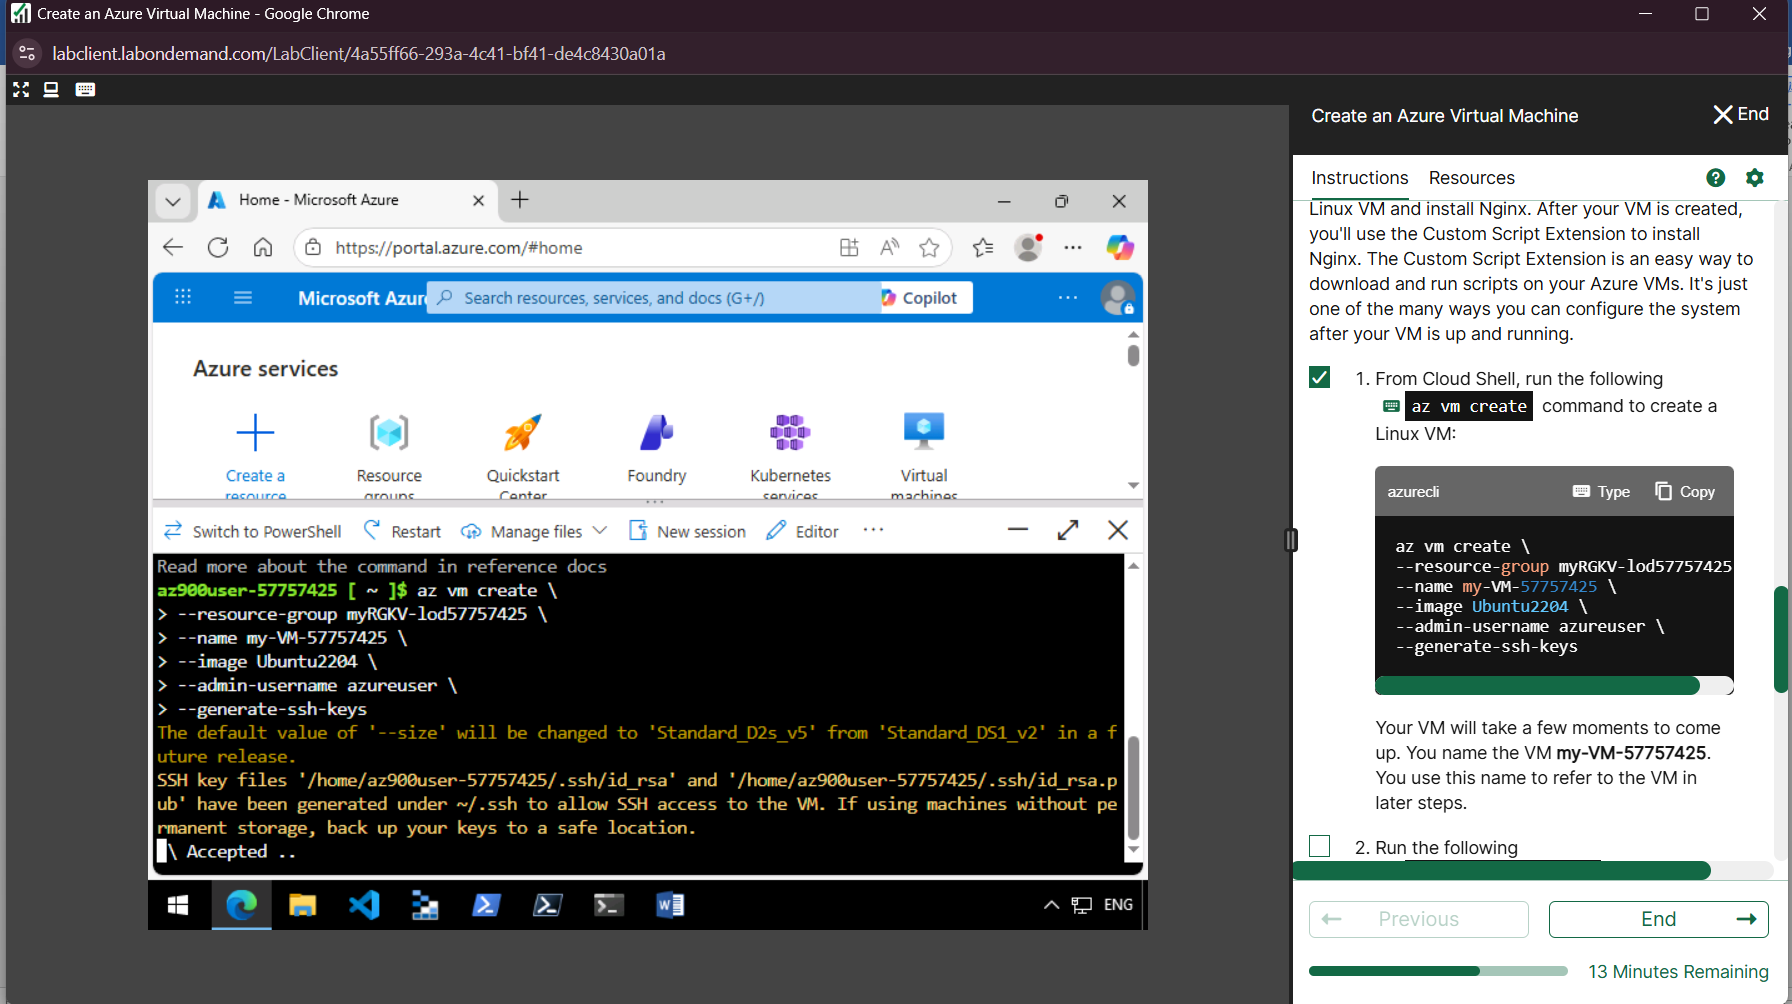 Create an Azure Virtual Machine - Google Chrome
labclient.labondemand.com/LabClient/4a55ff66-293a-4c41-bf41-de4c8430a01a
Home - Microsoft Azure
https://portal.azure.com/#home
Microsoft Azur
Search resources, services, and docs (G+/)
Copilot
Azure services
Create a resource
Resource groups
Quickstart Center
Foundry
Kubernetes services
Virtual machines
Switch to PowerShell
Restart
Manage files
New session
Editor
Read more about the command in reference docs
az900user-57757425 [ ~ ]$ az vm create \
> --resource-group myRGKV-lod57757425 \
> --name my-VM-57757425 \
> --image Ubuntu2204 \
> --admin-username azureuser \
> --generate-ssh-keys
The default value of '--size' will be changed to 'Standard_D2s_v5' from 'Standard_DS1_v2' in a f
uture release.
SSH key files '/home/az900user-57757425/.ssh/id_rsa' and '/home/az900user-57757425/.ssh/id_rsa.p
ub' have been generated under ~/.ssh to allow SSH access to the VM. If using machines without pe
rmanent storage, back up your keys to a safe location.
\ Accepted ..
ENG
Create an Azure Virtual Machine
End
Instructions
Resources
Linux VM and install Nginx. After your VM is created,
you'll use the Custom Script Extension to install
Nginx. The Custom Script Extension is an easy way to
download and run scripts on your Azure VMs. It's just
one of the many ways you can configure the system
after your VM is up and running.
1. From Cloud Shell, run the following
az vm create command to create a
Linux VM:
azurecli
Type
Copy
az vm create \
--resource-group myRGKV-lod57757425
--name my-VM-57757425 \
--image Ubuntu2204 \
--admin-username azureuser \
--generate-ssh-keys
Your VM will take a few moments to come
up. You name the VM my-VM-57757425.
You use this name to refer to the VM in
later steps.
2. Run the following
Previous
End
13 Minutes Remaining